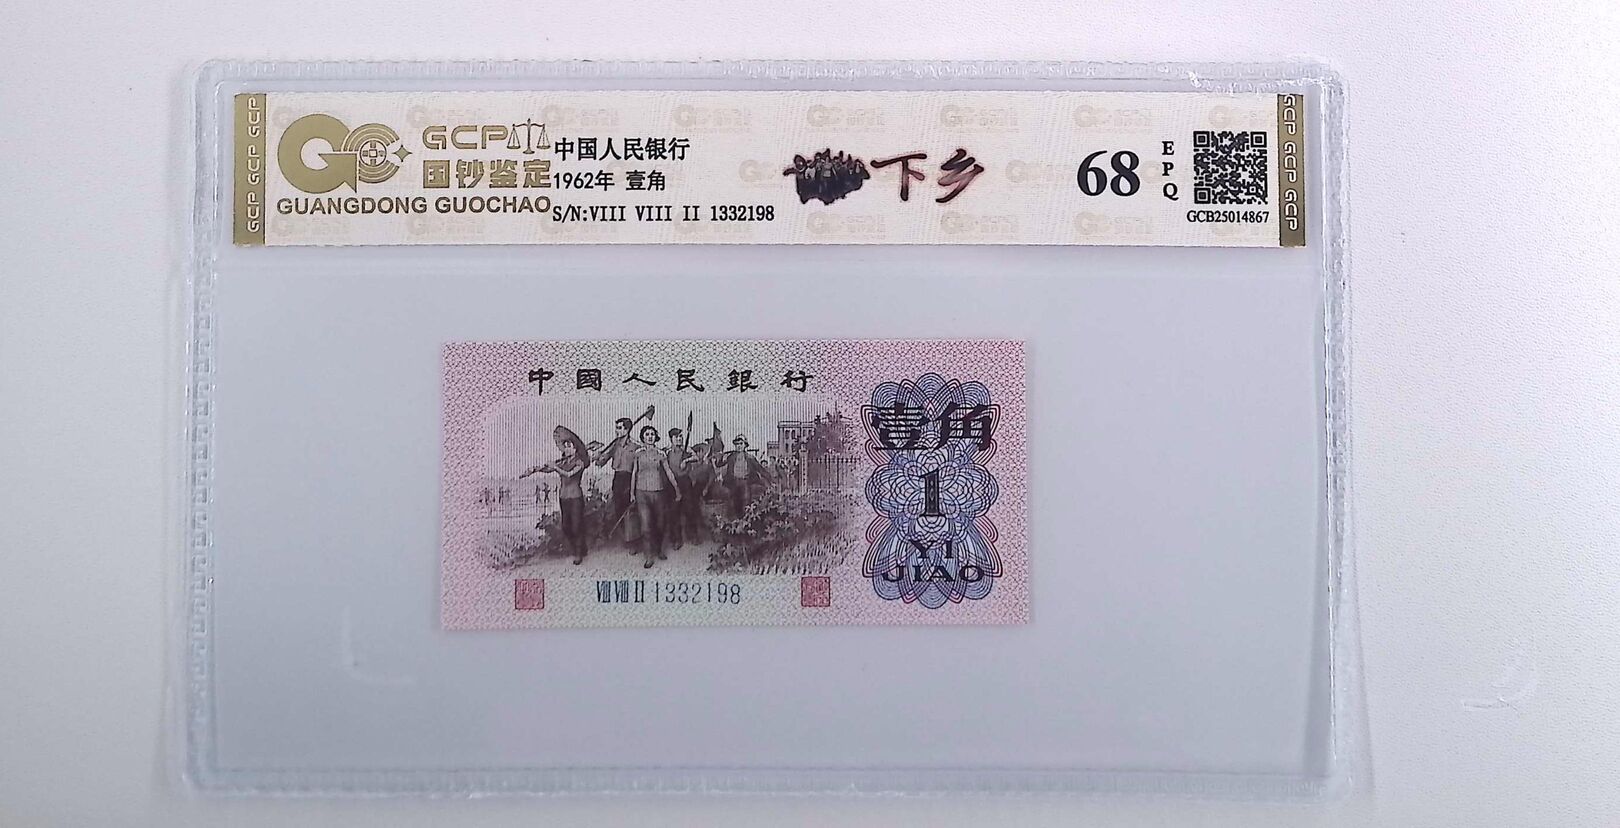 GCP GCP GCP
GCP
国钞鉴定
GUANGDONG GUOCHAO
中国人民银行
1962年 壹角
S/N:VIII VIII II 1332198
下乡
68
EPQ
GCB25014867
GCP GCP GCP
中國人民銀行
壹角
1
YI
JIAO
VIII VIII II 1332198